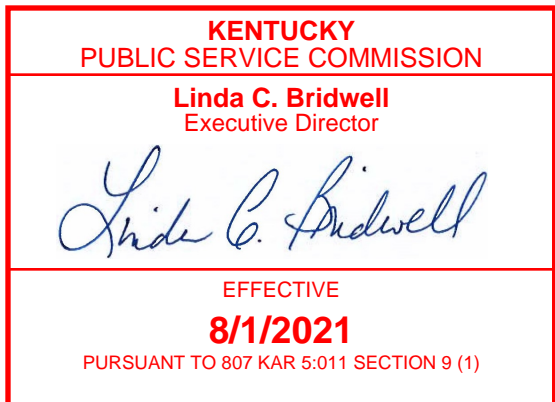 KENTUCKY
PUBLIC SERVICE COMMISSION
Linda C. Bridwell
Executive Director
Linda C. Bridwell
EFFECTIVE
8/1/2021
PURSUANT TO 807 KAR 5:011 SECTION 9 (1)